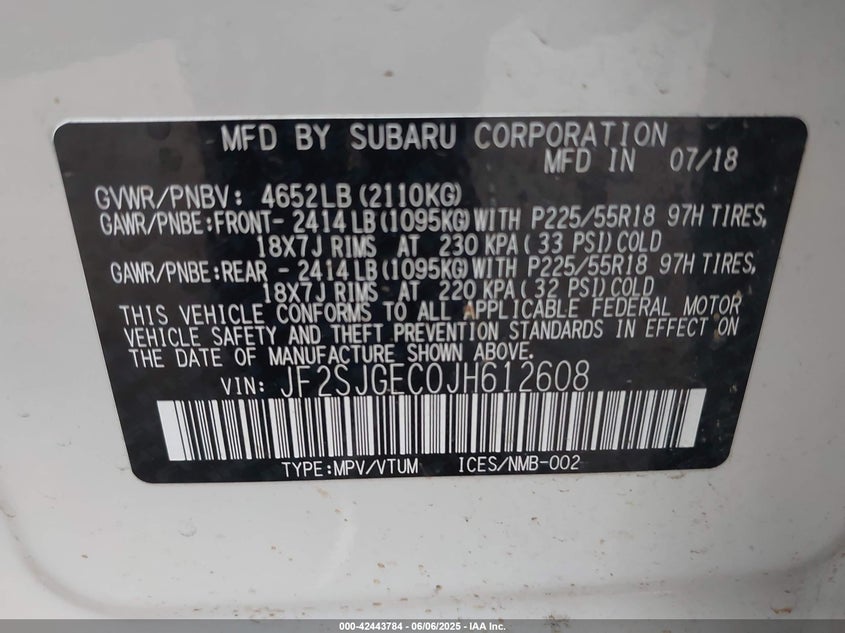 MFD BY SUBARU CORPORATION
MFD IN 07/18
GVWR/PNBV: 4652LB(2110KG)
GAWR/PNBE:FRONT- 2414LB(1095KG)WITH P225/55R18 97H TIRES,
18X7J RIMS AT 230 KPA(33 PSI)COLD
GAWR/PNBE:REAR - 2414LB(1095KG)WITH P225/55R18 97H TIRES,
18X7J RIMS AT 220 KPA(32 PSI)COLD
THIS VEHICLE CONFORMS TO ALL APPLICABLE FEDERAL MOTOR
VEHICLE SAFETY AND THEFT PREVENTION STANDARDS IN EFFECT ON
THE DATE OF MANUFACTURE SHOWN ABOVE.
VIN: JF2SJGEC0JH612608
TYPE:MPV/VTUM ICES/NMB-002
000-42443784 - 06/06/2025 - IAA Inc.